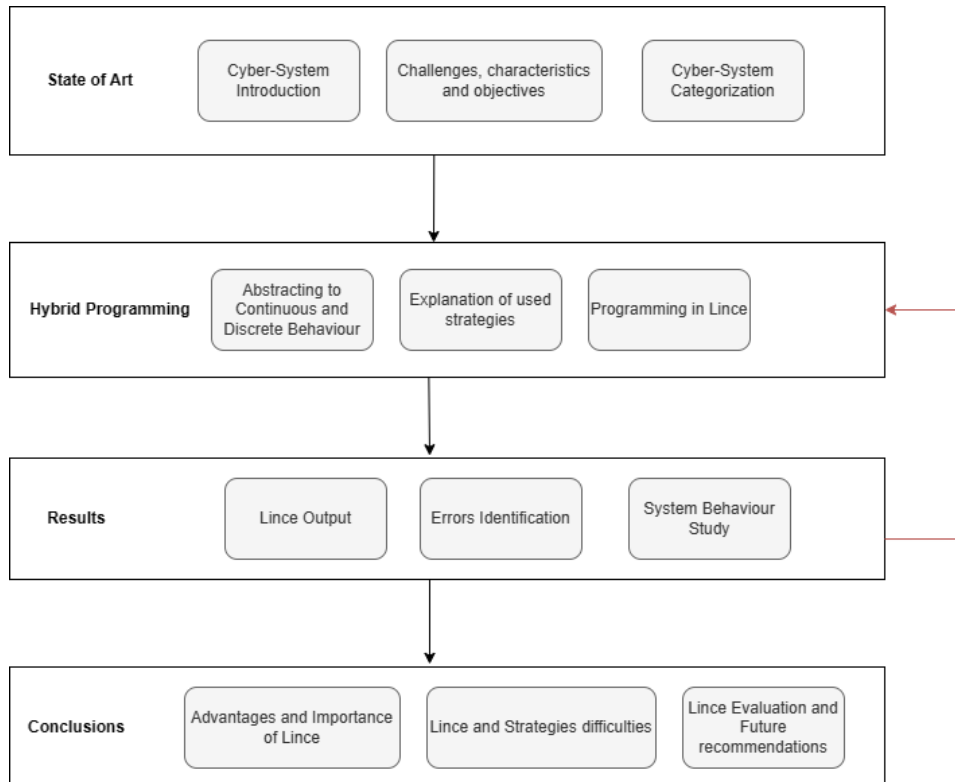 State of Art
Cyber-System
Introduction
Challenges, characteristics
and objectives
Cyber-System
Categorization
Hybrid Programming
Abstracting to
Continuous and
Discrete Behaviour
Explanation of used
strategies
Programming in Lince
Results
Lince Output
Errors Identification
System Behaviour
Study
Conclusions
Advantages and Importance
of Lince
Lince and Strategies difficulties
Lince Evaluation and
Future
recommendations